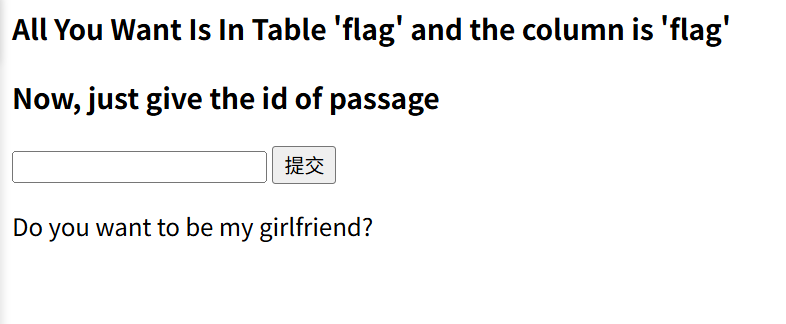 All You Want Is In Table 'flag' and the column is 'flag'
Now, just give the id of passage
提交
Do you want to be my girlfriend?